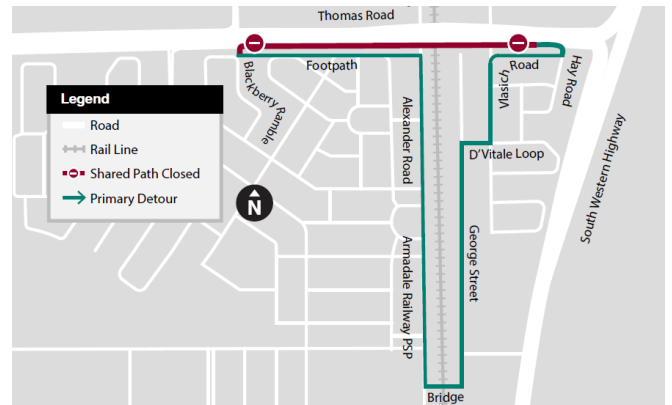 Thomas Road
Footpath
Road
Hay Road
Blackberry Ramble
Alexander Road
D'Vitale Loop
South Western Highway
Armadale Railway PSP
George Street
Bridge
Legend
Road
Rail Line
Shared Path Closed
Primary Detour
N